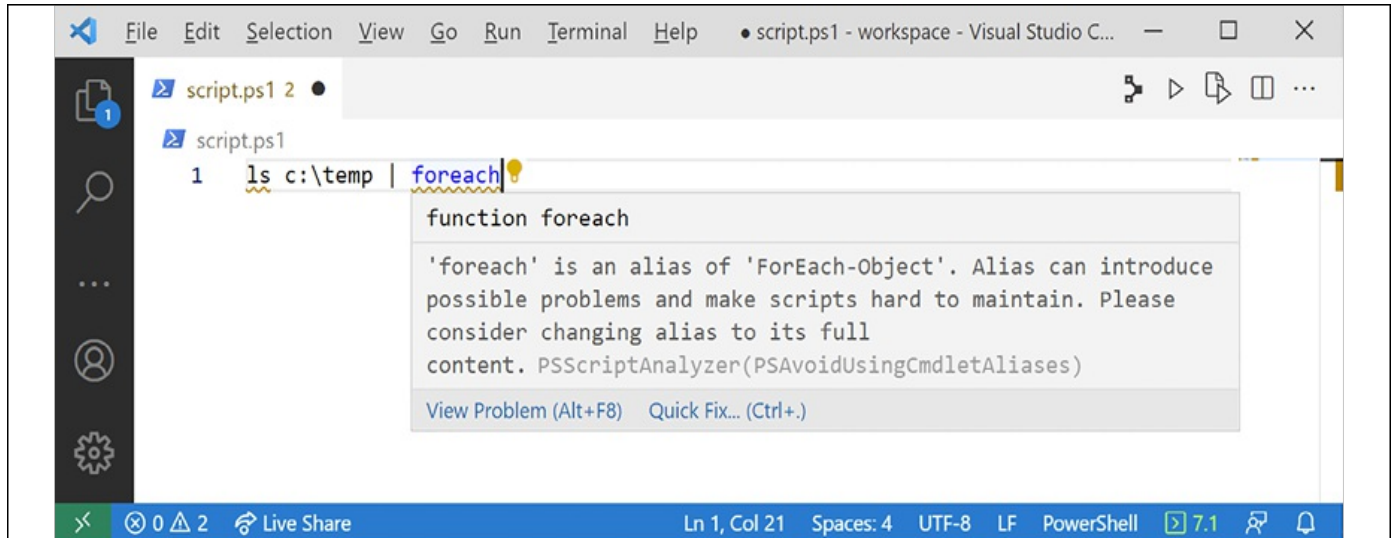 File Edit Selection View Go Run Terminal Help ● script.ps1 - workspace - Visual Studio C...
script.ps1 2 ●
1
script.ps1
1 ls c:\temp | foreach
function foreach
'foreach' is an alias of 'ForEach-Object'. Alias can introduce
possible problems and make scripts hard to maintain. Please
consider changing alias to its full
content. PSScriptAnalyzer(PSAvoidUsingCmdletAliases)
View Problem (Alt+F8) Quick Fix... (Ctrl+.)
0 2 Live Share Ln 1, Col 21 Spaces: 4 UTF-8 LF PowerShell 7.1